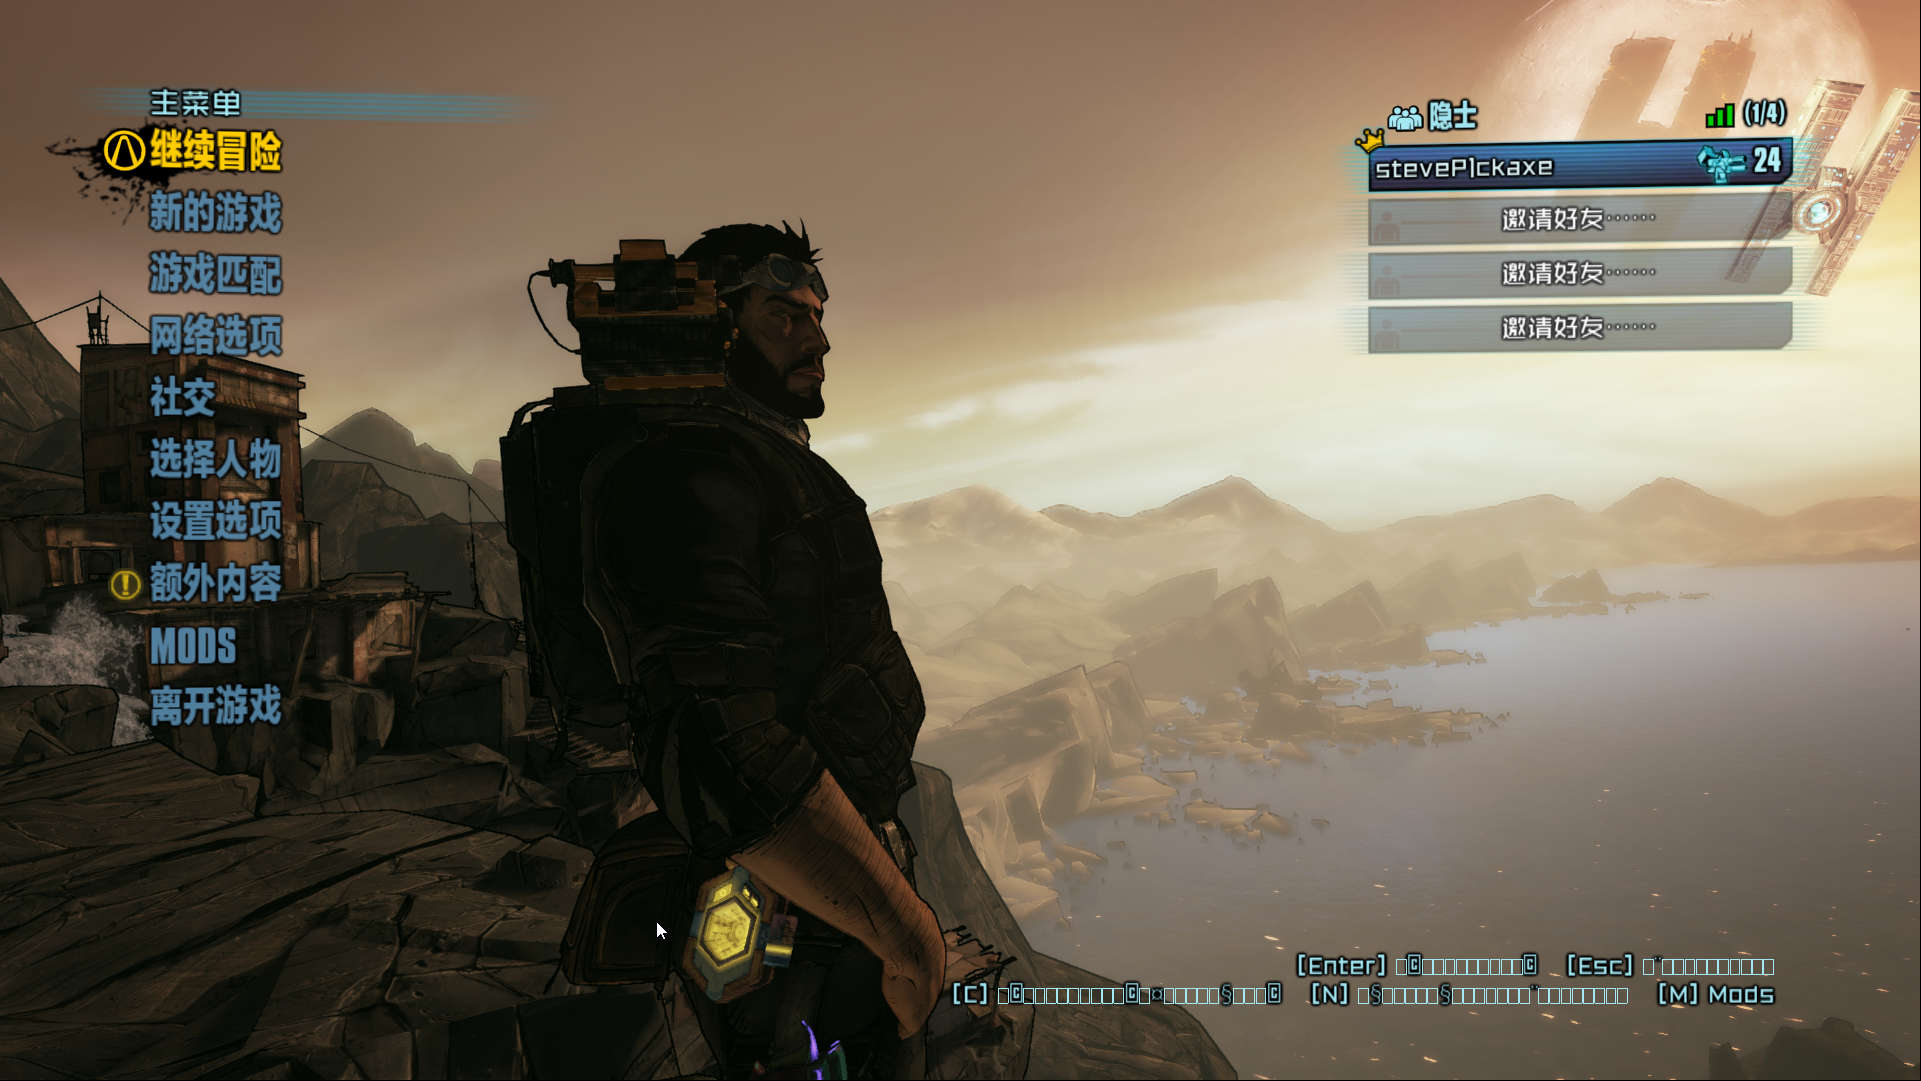 主菜单
继续冒险
新的游戏
游戏匹配
网络选项
社交
选择人物
设置选项
额外内容
MODS
离开游戏
隐士 (1/4)
steveP1ckaxe 24
邀请好友······
邀请好友······
邀请好友······
[Enter] [Esc]
[C] [N] [M] Mods